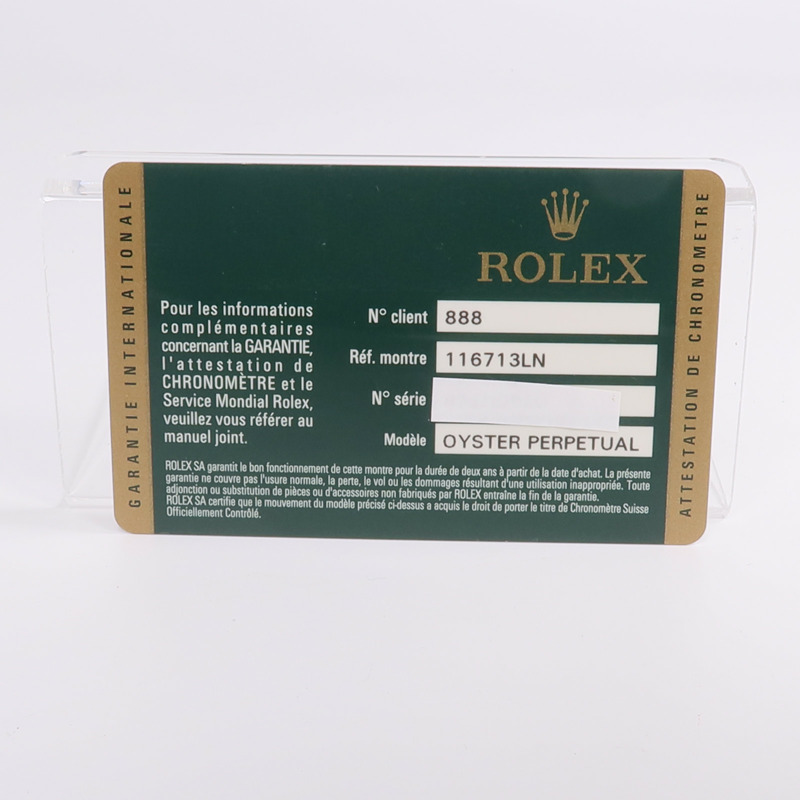 GARANTIE INTERNATIONALE
ROLEX
Pour les informations
complémentaires
concernant la GARANTIE,
l'attestation de
CHRONOMÈTRE et le
Service Mondial Rolex,
veuillez vous référer au
manuel joint.
N° client 888
Réf. montre 116713LN
N° série
Modèle OYSTER PERPETUAL
ROLEX SA garantit le bon fonctionnement de cette montre pour la durée de deux ans à partir de la date d'achat. La présente
garantie ne couvre pas l'usure normale, la perte, le vol ou les dommages résultant d'une utilisation inappropriée. Toute
adjonction ou substitution de pièces ou d'accessoires non fabriqués par ROLEX entraîne la fin de la garantie.
ROLEX SA certifie que le mouvement du modèle précisé ci-dessus a acquis le droit de porter le titre de Chronomètre Suisse
Officiellement Contrôlé.
ATTESTATION DE CHRONOMETRE